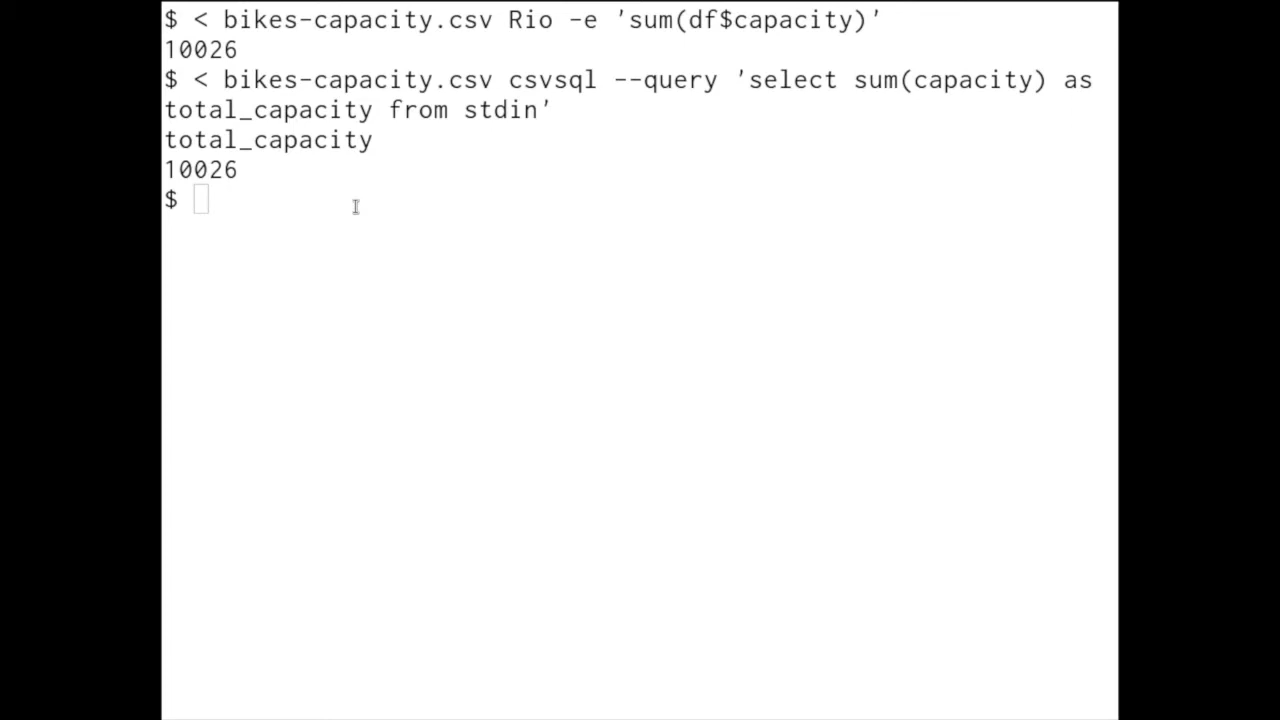 $ < bikes-capacity.csv Rio -e 'sum(df$capacity)'
10026
$ < bikes-capacity.csv csvsql --query 'select sum(capacity) as
total_capacity from stdin'
total_capacity
10026
$